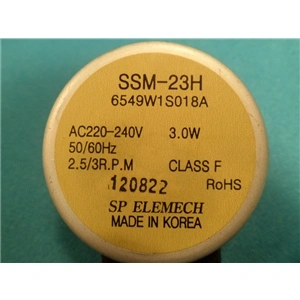 SSM-23H
6549W1S018A
AC220-240V 3.0W
50/60Hz
2.5/3R.P.M CLASS F
120822 RoHS
SP ELEMECH
MADE IN KOREA